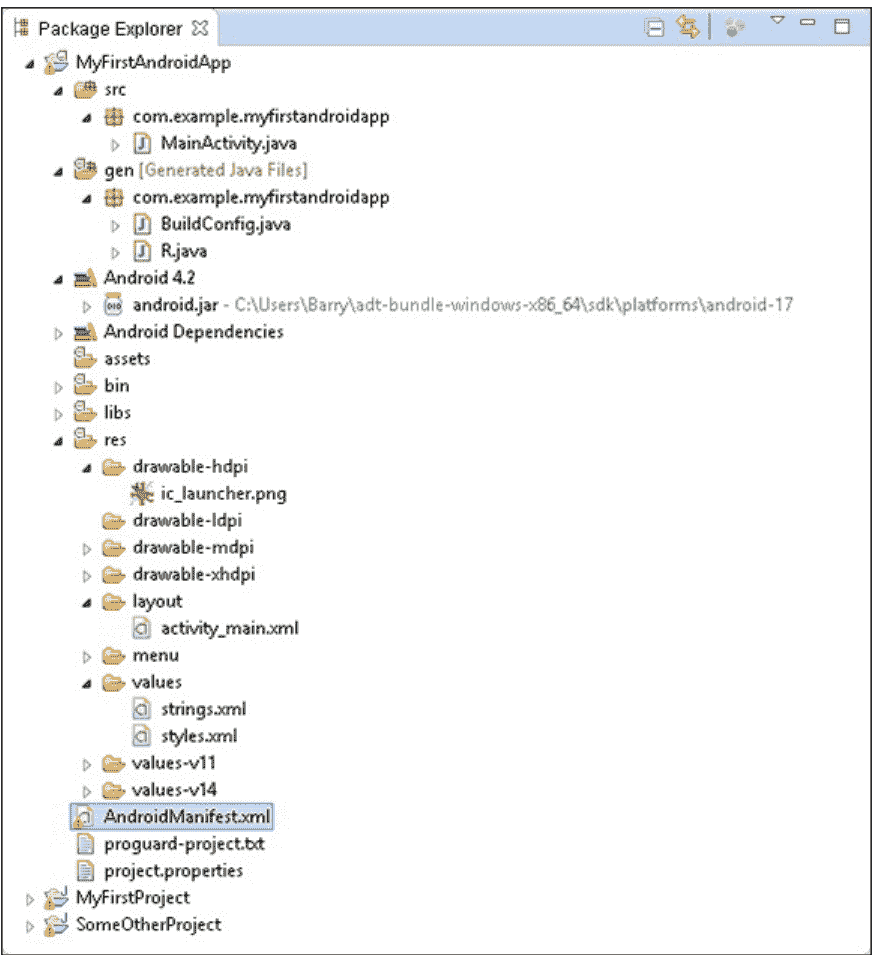 Package Explorer
MyFirstAndroidApp
src
com.example.myfirstandroidapp
MainActivity.java
gen [Generated Java Files]
com.example.myfirstandroidapp
BuildConfig.java
R.java
Android 4.2
android.jar - C:\Users\Barry\adt-bundle-windows-x86_64\sdk\platforms\android-17
Android Dependencies
assets
bin
libs
res
drawable-hdpi
ic_launcher.png
drawable-ldpi
drawable-mdpi
drawable-xhdpi
layout
activity_main.xml
menu
values
strings.xml
styles.xml
values-v11
values-v14
AndroidManifest.xml
proguard-project.txt
project.properties
MyFirstProject
SomeOtherProject